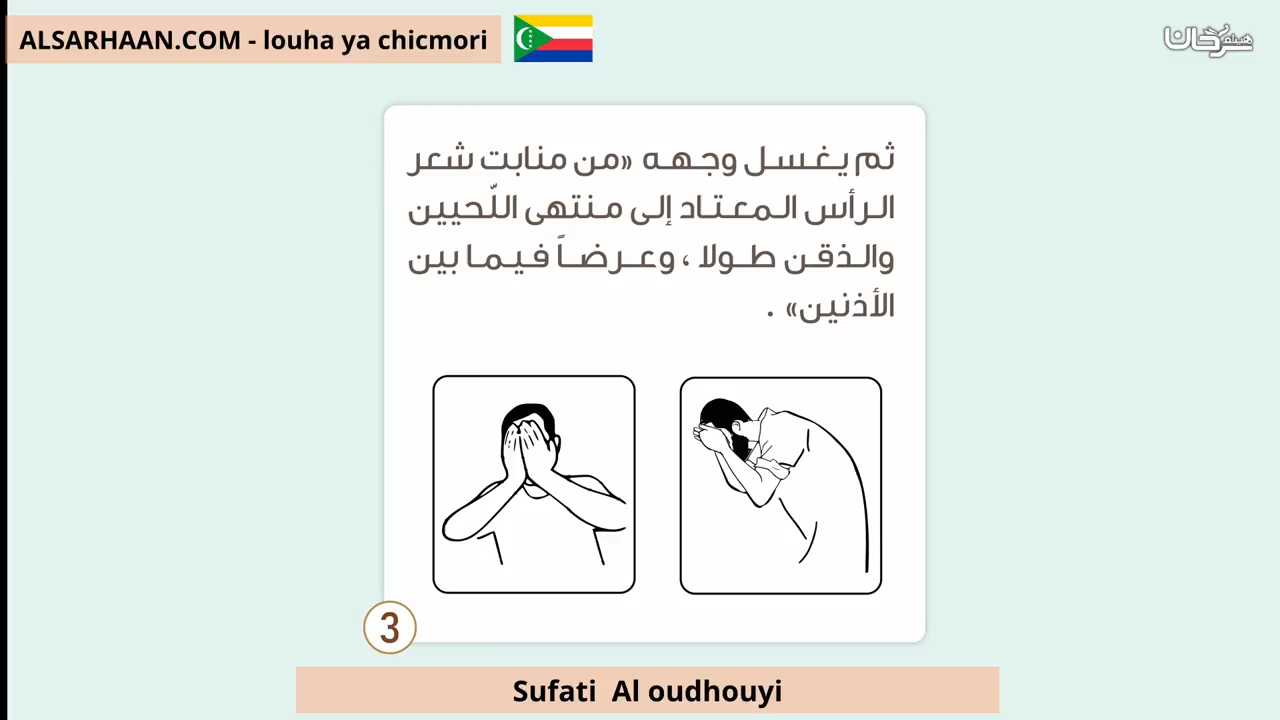 ALSARHAAN.COM - louha ya chicmori
ثم يغسل وجهه «من منابت شعر
الرأس المعتاد إلى منتهى اللّحيين
والذقن طولا ، وعرضاً فيما بين
الأذنين» .
3
Sufati Al oudhouyi